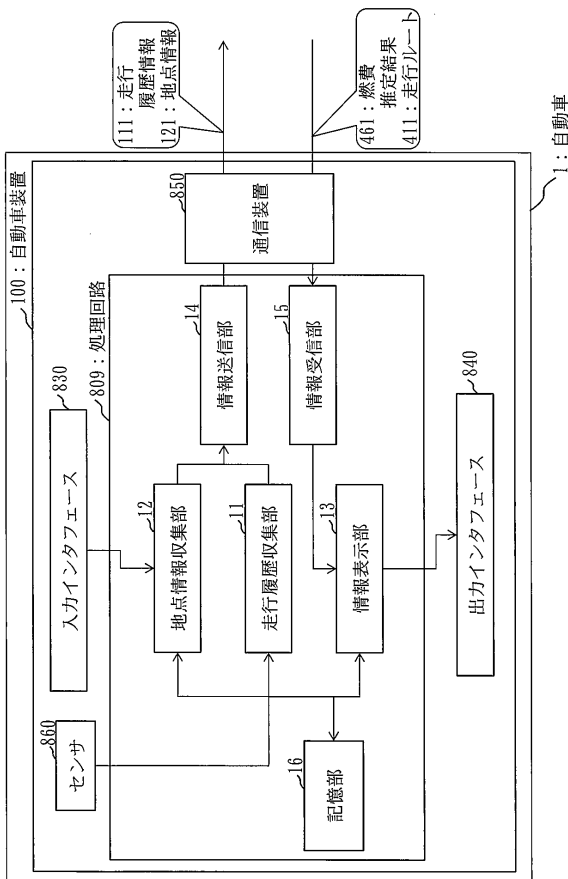 1：自動車
100：自動車装置
860
センサ
830
入力インタフェース
809：処理回路
12
地点情報収集部
11
走行履歴収集部
13
情報表示部
14
情報送信部
15
情報受信部
16
記憶部
850
通信装置
840
出力インタフェース
111：走行
履歴情報
121：地点情報
461：燃費
推定結果
411：走行ルート